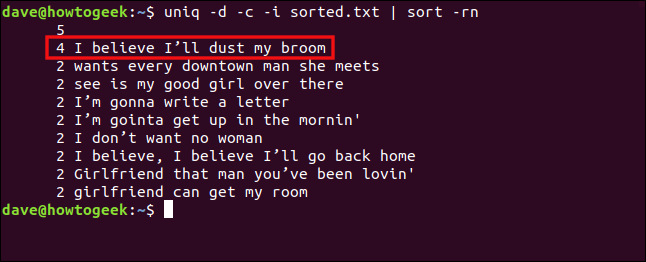 dave@howtogeek:~$ uniq -d -c -i sorted.txt | sort -rn
5
4 I believe I’ll dust my broom
2 wants every downtown man she meets
2 see is my good girl over there
2 I’m gonna write a letter
2 I’m gointa get up in the mornin'
2 I don’t want no woman
2 I believe, I believe I’ll go back home
2 Girlfriend that man you’ve been lovin'
2 girlfriend can get my room
dave@howtogeek:~$